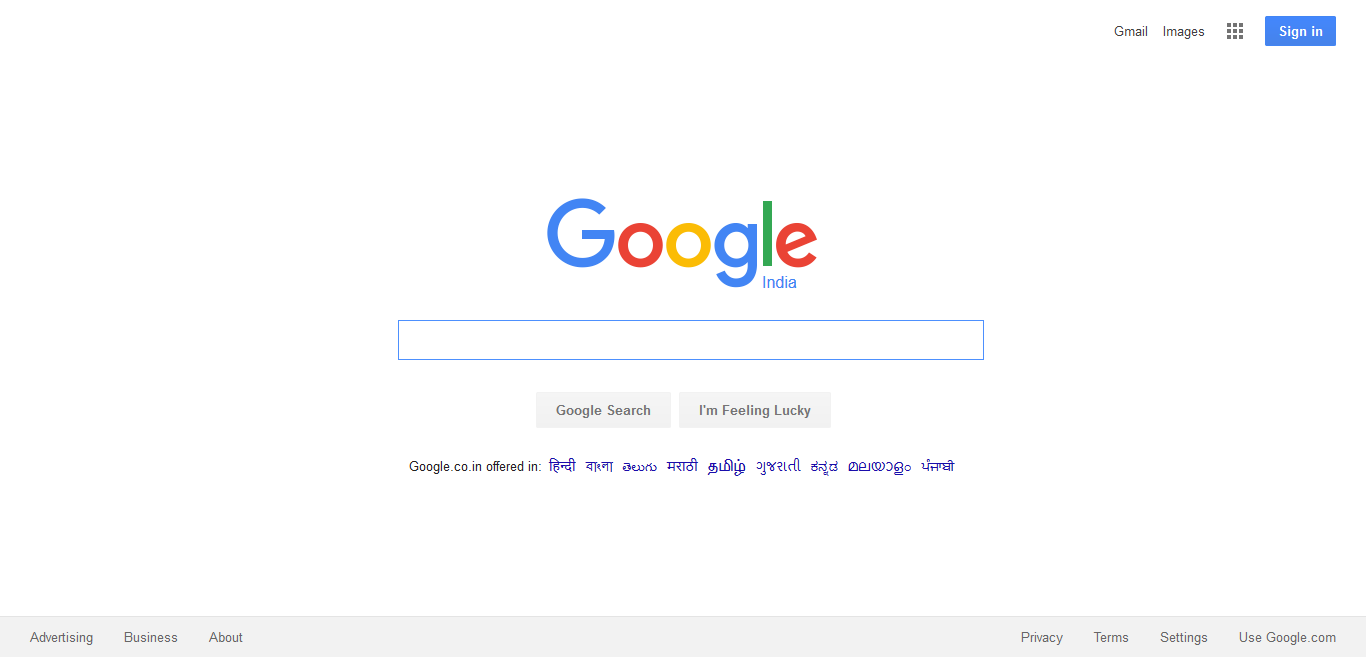 Gmail Images Sign in
Google
India
Google Search I'm Feeling Lucky
Google.co.in offered in: हिन्दी বাংলা తెలుగు मराठी தமிழ் ગુજરાતી ಕನ್ನಡ മലയാളം ਪੰਜਾਬੀ
Advertising Business About Privacy Terms Settings Use Google.com